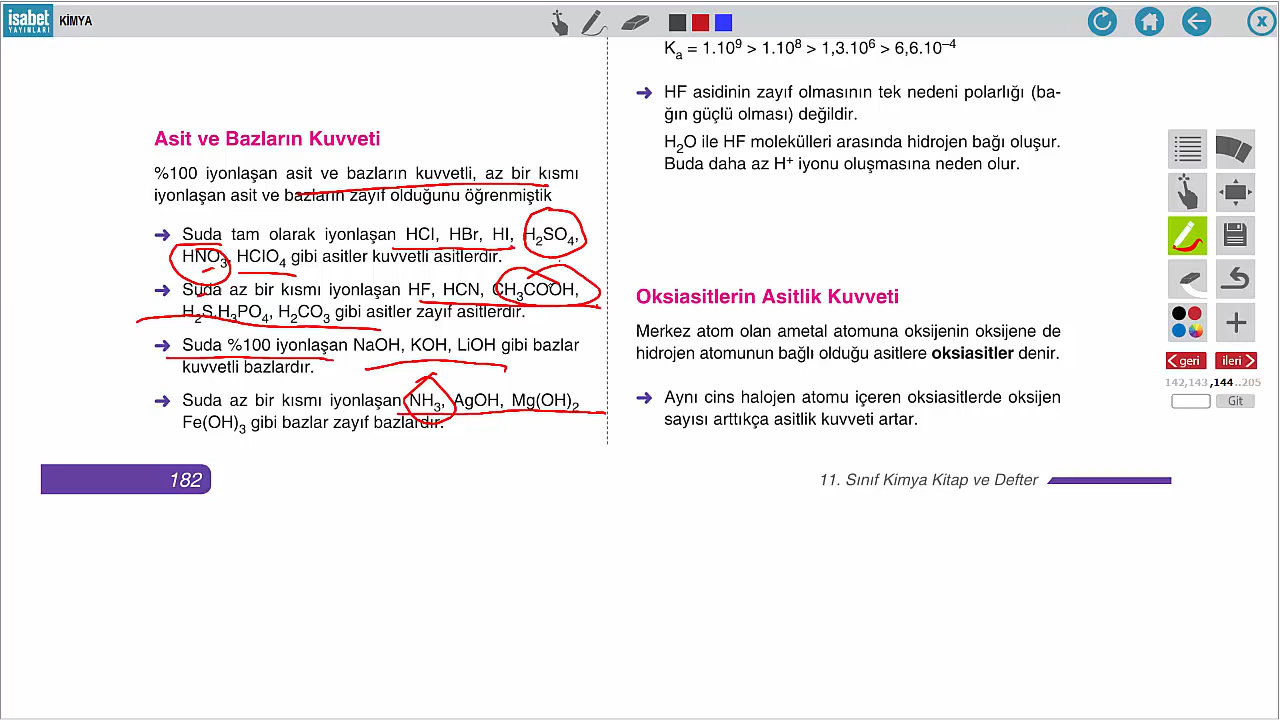 isabet
YAYINLARI
KİMYA
Asit ve Bazların Kuvveti
%100 iyonlaşan asit ve bazların kuvvetli, az bir kısmı
iyonlaşan asit ve bazların zayıf olduğunu öğrenmiştik
→ Suda tam olarak iyonlaşan HCl, HBr, HI, H₂SO₄,
HNO₃, HClO₄ gibi asitler kuvvetli asitlerdir.
→ Suda az bir kısmı iyonlaşan HF, HCN, CH₃COOH,
H₂S,H₃PO₄, H₂CO₃ gibi asitler zayıf asitlerdir.
→ Suda %100 iyonlaşan NaOH, KOH, LiOH gibi bazlar
kuvvetli bazlardır.
→ Suda az bir kısmı iyonlaşan NH₃, AgOH, Mg(OH)₂
Fe(OH)₃ gibi bazlar zayıf bazlardır.
182
Kₐ = 1.10⁹ > 1.10⁸ > 1,3.10⁶ > 6,6.10⁻⁴
→ HF asidinin zayıf olmasının tek nedeni polarlığı (ba-
ğın güçlü olması) değildir.
H₂O ile HF molekülleri arasında hidrojen bağı oluşur.
Buda daha az H⁺ iyonu oluşmasına neden olur.
Oksiasitlerin Asitlik Kuvveti
Merkez atom olan ametal atomuna oksijenin oksijene de
hidrojen atomunun bağlı olduğu asitlere oksiasitler denir.
→ Aynı cins halojen atomu içeren oksiasitlerde oksijen
sayısı arttıkça asitlik kuvveti artar.
11. Sınıf Kimya Kitap ve Defter
geri
ileri
142,143,144..205
Git